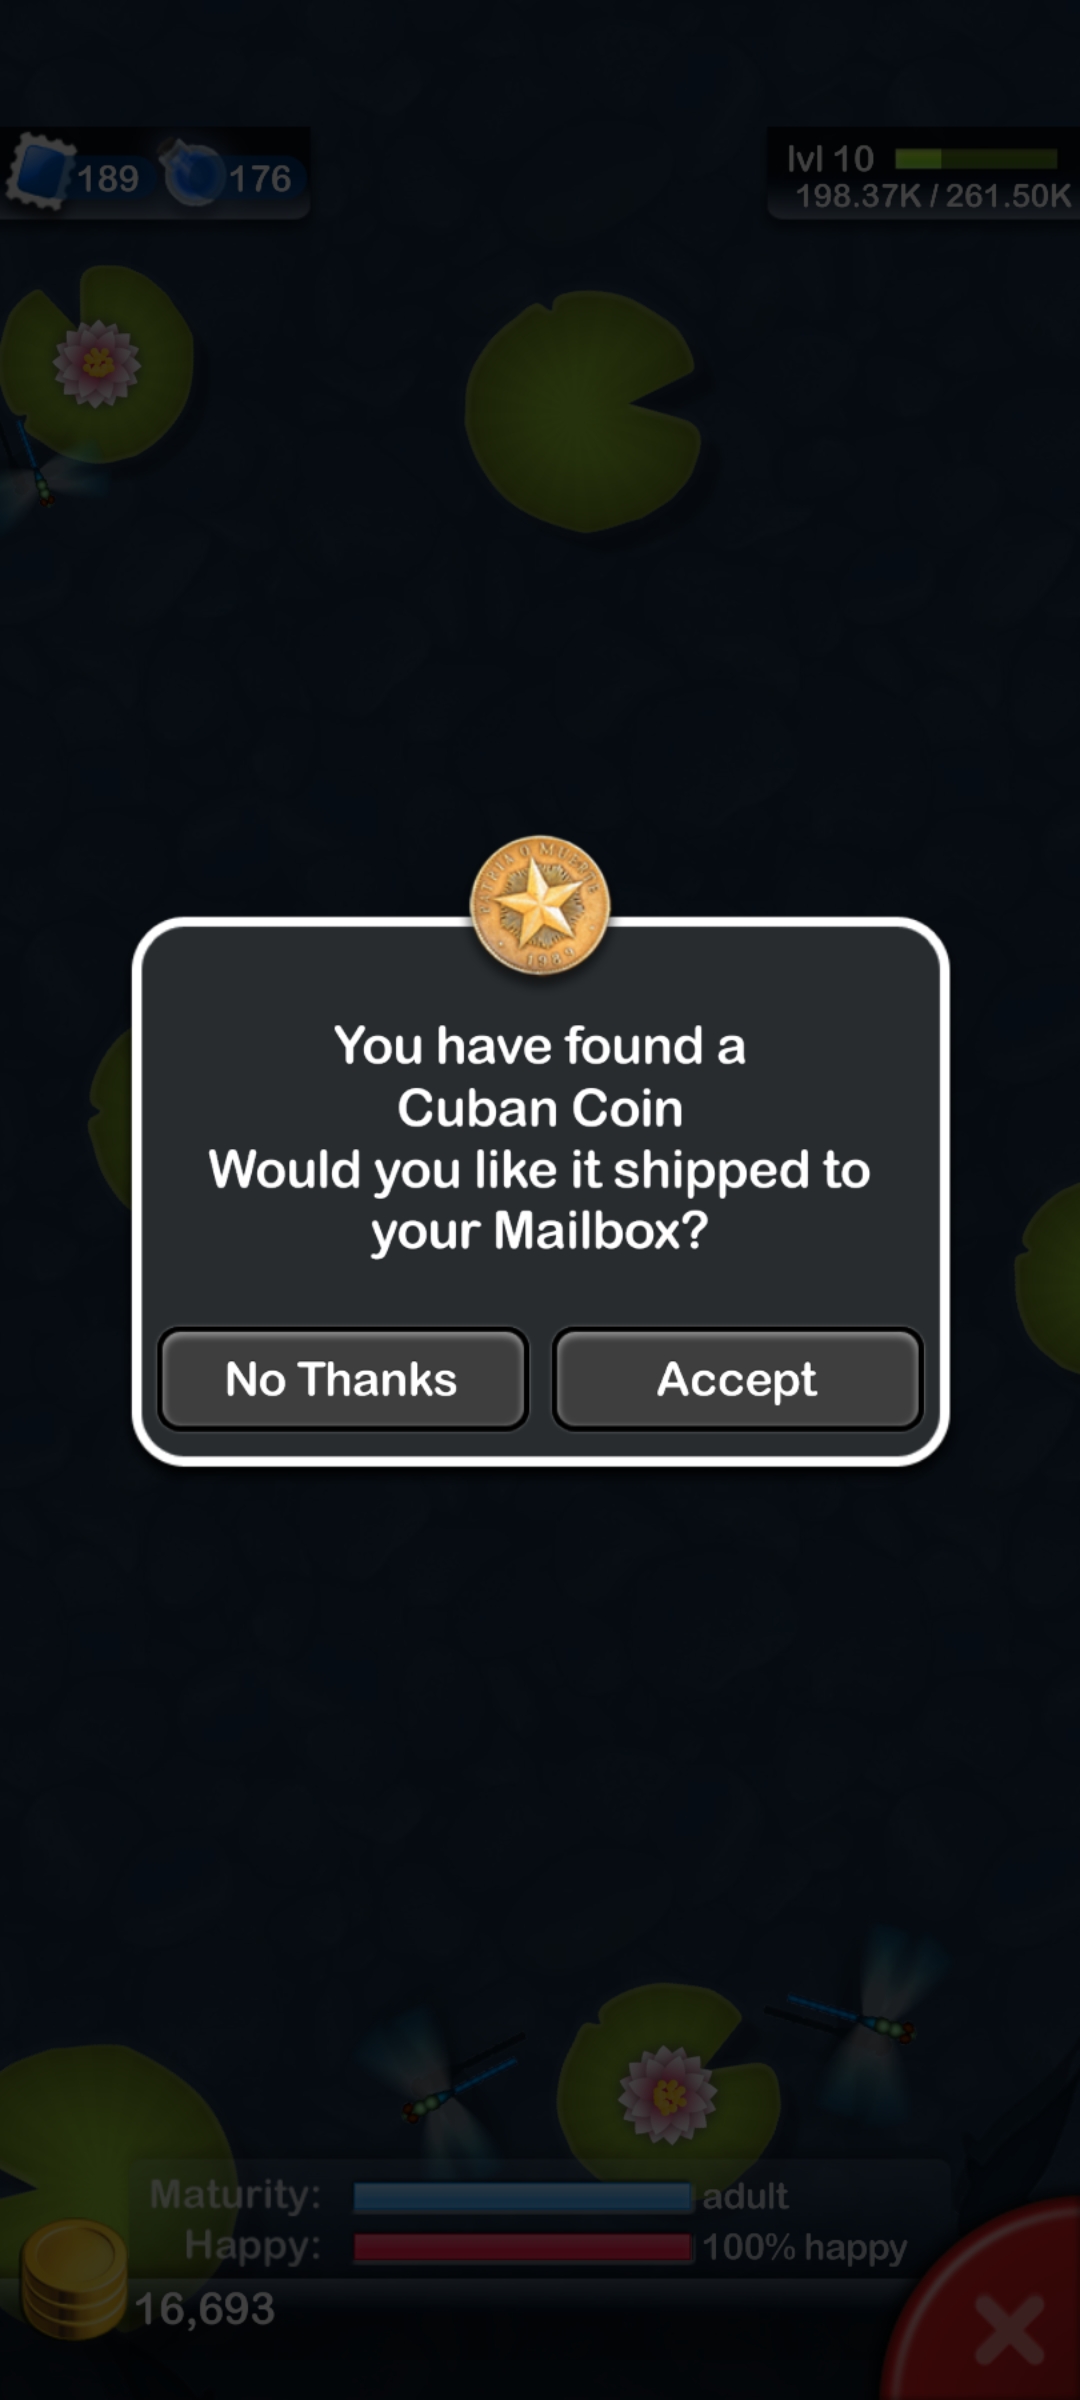 189 176
lvl 10
198.37K / 261.50K
PATRIA O MUERTE
1989
You have found a
Cuban Coin
Would you like it shipped to
your Mailbox?
No Thanks Accept
Maturity: adult
Happy: 100% happy
16,693